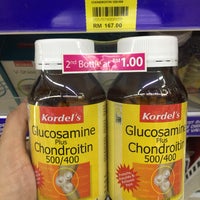 RM 167.00
2nd Bottle at RM1.00
Kordel's
Glucosamine
Plus
Chondroitin
500/400
Kordel's
Glucosamine
Plus
Chondroitin
500/400